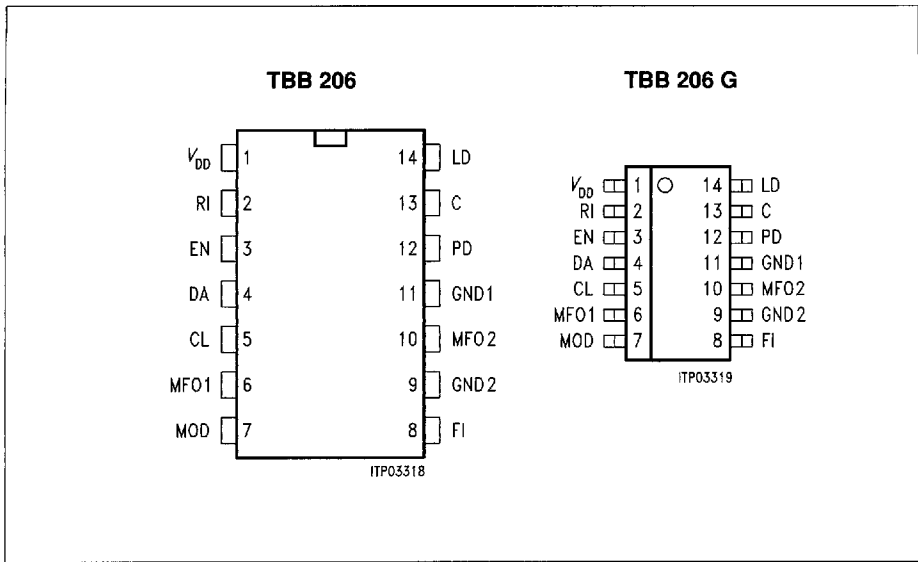 TBB 206
V_DD 1 14 LD
RI 2 13 C
EN 3 12 PD
DA 4 11 GND1
CL 5 10 MFO2
MFO1 6 9 GND2
MOD 7 8 FI
ITP03318
TBB 206 G
V_DD 1 14 LD
RI 2 13 C
EN 3 12 PD
DA 4 11 GND1
CL 5 10 MFO2
MFO1 6 9 GND2
MOD 7 8 FI
ITP03319